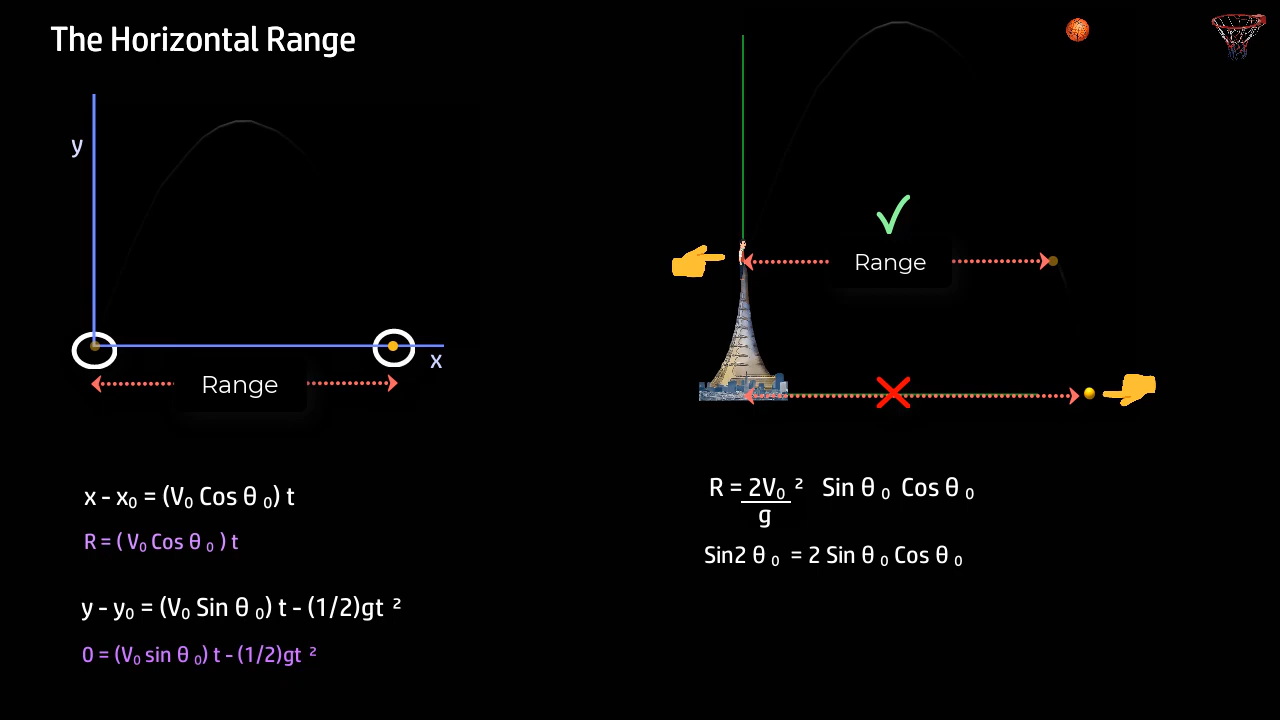 The Horizontal Range
y
x
Range
x - x₀ = (V₀ Cos θ ₀) t
R = ( V₀ Cos θ ₀ ) t
y - y₀ = (V₀ Sin θ ₀) t - (1/2)gt ²
0 = (V₀ sin θ ₀) t - (1/2)gt ²
Range
R = 2V₀ ² Sin θ ₀ Cos θ ₀
g
Sin2 θ ₀ = 2 Sin θ ₀ Cos θ ₀